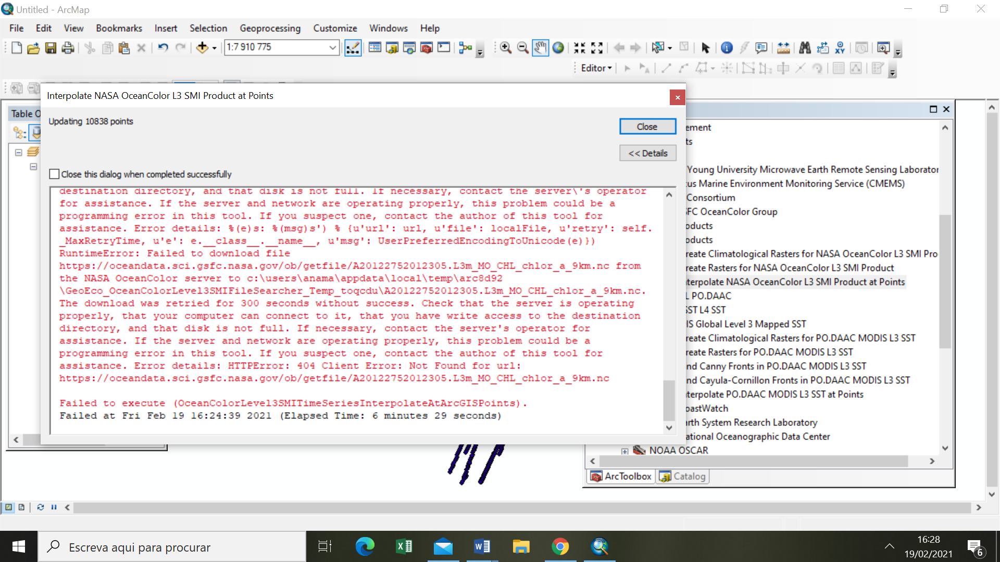 Untitled - ArcMap
File Edit View Bookmarks Insert Selection Geoprocessing Customize Windows Help
1:7 910 775
Editor
Interpolate NASA OceanColor L3 SMI Product at Points
Table O
Updating 10838 points
Close
<< Details
Close this dialog when completed successfully
destination directory, and that disk is not full. If necessary, contact the server\'s operator
for assistance. If the server and network are operating properly, this problem could be a
programming error in this tool. If you suspect one, contact the author of this tool for
assistance. Error details: %(e)s: %(msg)s') % {u'url': url, u'file': localFile, u'retry': self.
_MaxRetryTime, u'e': e.__class__.__name__, u'msg': UserPreferredEncodingToUnicode(e)})
RuntimeError: Failed to download file
https://oceandata.sci.gsfc.nasa.gov/ob/getfile/A20122752012305.L3m_MO_CHL_chlor_a_9km.nc from
the NASA OceanColor server to c:\users\anama\appdata\local\temp\arc8d92
\GeoEco_OceanColorLevel3SMIFileSearcher_Temp_toqcdu\A20122752012305.L3m_MO_CHL_chlor_a_9km.nc.
The download was retried for 300 seconds without success. Check that the server is operating
properly, that your computer can connect to it, that you have write access to the destination
directory, and that disk is not full. If necessary, contact the server's operator for
assistance. If the server and network are operating properly, this problem could be a
programming error in this tool. If you suspect one, contact the author of this tool for
assistance. Error details: HTTPError: 404 Client Error: Not Found for url:
https://oceandata.sci.gsfc.nasa.gov/ob/getfile/A20122752012305.L3m_MO_CHL_chlor_a_9km.nc
Failed to execute (OceanColorLevel3SMITimeSeriesInterpolateAtArcGISPoints).
Failed at Fri Feb 19 16:24:39 2021 (Elapsed Time: 6 minutes 29 seconds)
ement
ts
Young University Microwave Earth Remote Sensing Laborator
us Marine Environment Monitoring Service (CMEMS)
Consortium
FC OceanColor Group
oducts
oducts
reate Climatological Rasters for NASA OceanColor L3 SMI Pro
reate Rasters for NASA OceanColor L3 SMI Product
terpolate NASA OceanColor L3 SMI Product at Points
L PO.DAAC
SST L4 SST
IS Global Level 3 Mapped SST
reate Climatological Rasters for PO.DAAC MODIS L3 SST
reate Rasters for PO.DAAC MODIS L3 SST
nd Canny Fronts in PO.DAAC MODIS L3 SST
nd Cayula-Cornillon Fronts in PO.DAAC MODIS L3 SST
terpolate PO.DAAC MODIS L3 SST at Points
oastWatch
arth System Research Laboratory
ational Oceanographic Data Center
NOAA OSCAR
ArcToolbox Catalog
Escreva aqui para procurar
16:28
19/02/2021
6